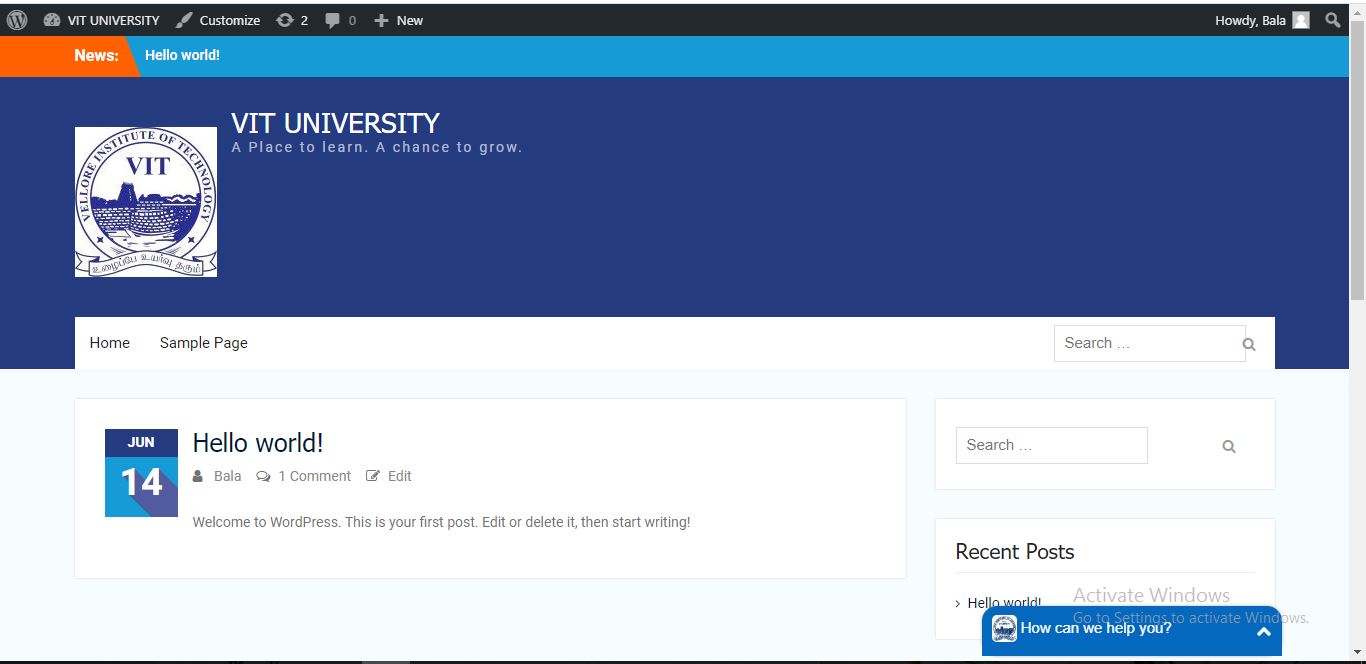 VIT UNIVERSITY Customize 2 0 New Howdy, Bala
News: Hello world!
VIT UNIVERSITY
A Place to learn. A chance to grow.
VELLORE INSTITUTE OF TECHNOLOGY
VIT
உழைப்பே உயர்வு தரும்
Home Sample Page Search …
JUN
14
Hello world!
Bala 1 Comment Edit
Welcome to WordPress. This is your first post. Edit or delete it, then start writing!
Search …
Recent Posts
Hello world!
Activate Windows
Go to Settings to activate Windows.
How can we help you?